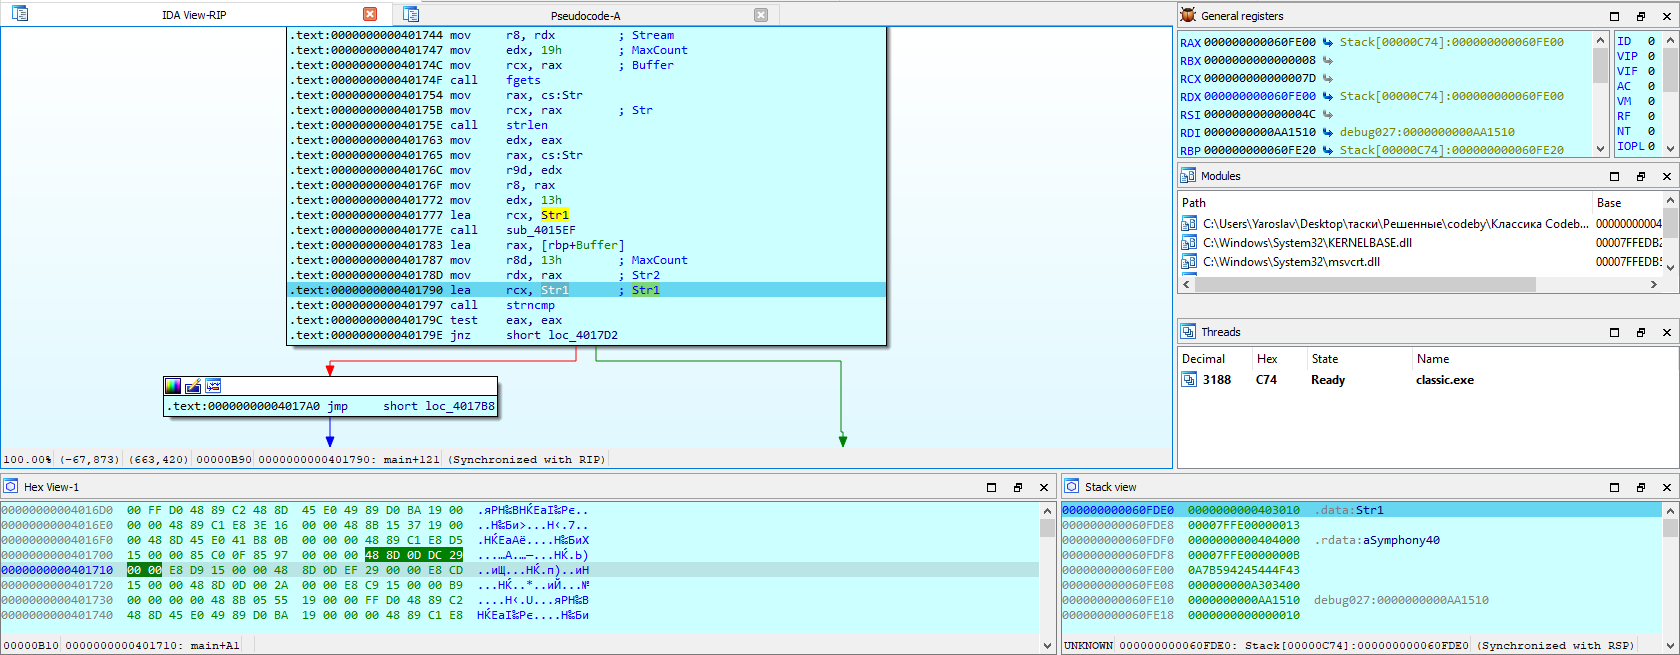 IDA View-RIP
Pseudocode-A
.text:0000000000401744 mov r8, rdx ; Stream
.text:0000000000401747 mov edx, 19h ; MaxCount
.text:000000000040174C mov rcx, rax ; Buffer
.text:000000000040174F call fgets
.text:0000000000401754 mov rax, cs:Str
.text:000000000040175B mov rcx, rax ; Str
.text:000000000040175E call strlen
.text:0000000000401763 mov edx, eax
.text:0000000000401765 mov rax, cs:Str
.text:000000000040176C mov r9d, edx
.text:000000000040176F mov r8, rax
.text:0000000000401772 mov edx, 13h
.text:0000000000401777 lea rcx, Str1
.text:000000000040177E call sub_4015EF
.text:0000000000401783 lea rax, [rbp+Buffer]
.text:0000000000401787 mov r8d, 13h ; MaxCount
.text:000000000040178D mov rdx, rax ; Str2
.text:0000000000401790 lea rcx, Str1 ; Str1
.text:0000000000401797 call strncmp
.text:000000000040179C test eax, eax
.text:000000000040179E jnz short loc_4017D2
.text:00000000004017A0 jmp short loc_4017B8
100.00% (-67,873) (663,420) 00000B90 0000000000401790: main+121 (Synchronized with RIP)
General registers
RAX 000000000060FE00 Stack[00000C74]:000000000060FE00
RBX 0000000000000008
RCX 000000000000007D
RDX 000000000060FE00 Stack[00000C74]:000000000060FE00
RSI 000000000000004C
RDI 0000000000AA1510 debug027:0000000000AA1510
RBP 000000000060FE20 Stack[00000C74]:000000000060FE20
ID 0
VIP 0
VIF 0
AC 0
VM 0
RF 0
NT 0
IOPL 0
Modules
Path Base
C:\Users\Yaroslav\Desktop\таски\Решенные\codeby\Классика Codeb... 00000000004
C:\Windows\System32\KERNELBASE.dll 00007FFEDB2
C:\Windows\System32\msvcrt.dll 00007FFEDB5
Threads
Decimal Hex State Name
3188 C74 Ready classic.exe
Hex View-1
00000000004016D0 00 FF D0 48 89 C2 48 8D 45 E0 49 89 D0 BA 19 00 .яРН‰ВНЌЕаI‰Рє..
00000000004016E0 00 00 48 89 C1 E8 3E 16 00 00 48 8B 15 37 19 00 ..Н‰Би>...Н‹.7..
00000000004016F0 00 48 8D 45 E0 41 B8 0B 00 00 00 48 89 C1 E8 D5 .НЌЕаАё....Н‰БиХ
0000000000401700 15 00 00 85 C0 0F 85 97 00 00 00 48 8D 0D DC 29 ...…А.…—...НЌ.Ь)
0000000000401710 00 00 E8 D9 15 00 00 48 8D 0D EF 29 00 00 E8 CD ..иЩ...НЌ.п)..иН
0000000000401720 15 00 00 48 8D 0D 00 2A 00 00 E8 C9 15 00 00 B9 ...НЌ..*..иЙ...№
0000000000401730 00 00 00 00 48 8B 05 55 19 00 00 FF D0 48 89 C2 ....Н‹.U...яРН‰В
0000000000401740 48 8D 45 E0 49 89 D0 BA 19 00 00 00 48 89 C1 E8 НЌЕаI‰Рє....Н‰Би
00000B10 0000000000401710: main+A1
Stack view
000000000060FDE0 0000000000403010 .data:Str1
000000000060FDE8 00007FFE00000013
000000000060FDF0 0000000000404000 .rdata:aSymphony40
000000000060FDF8 00007FFE0000000B
000000000060FE00 0A7B594245444F43
000000000060FE08 000000000A303400
000000000060FE10 0000000000AA1510 debug027:0000000000AA1510
000000000060FE18 0000000000000010
UNKNOWN 000000000060FDE0: Stack[00000C74]:000000000060FDE0 (Synchronized with RSP)